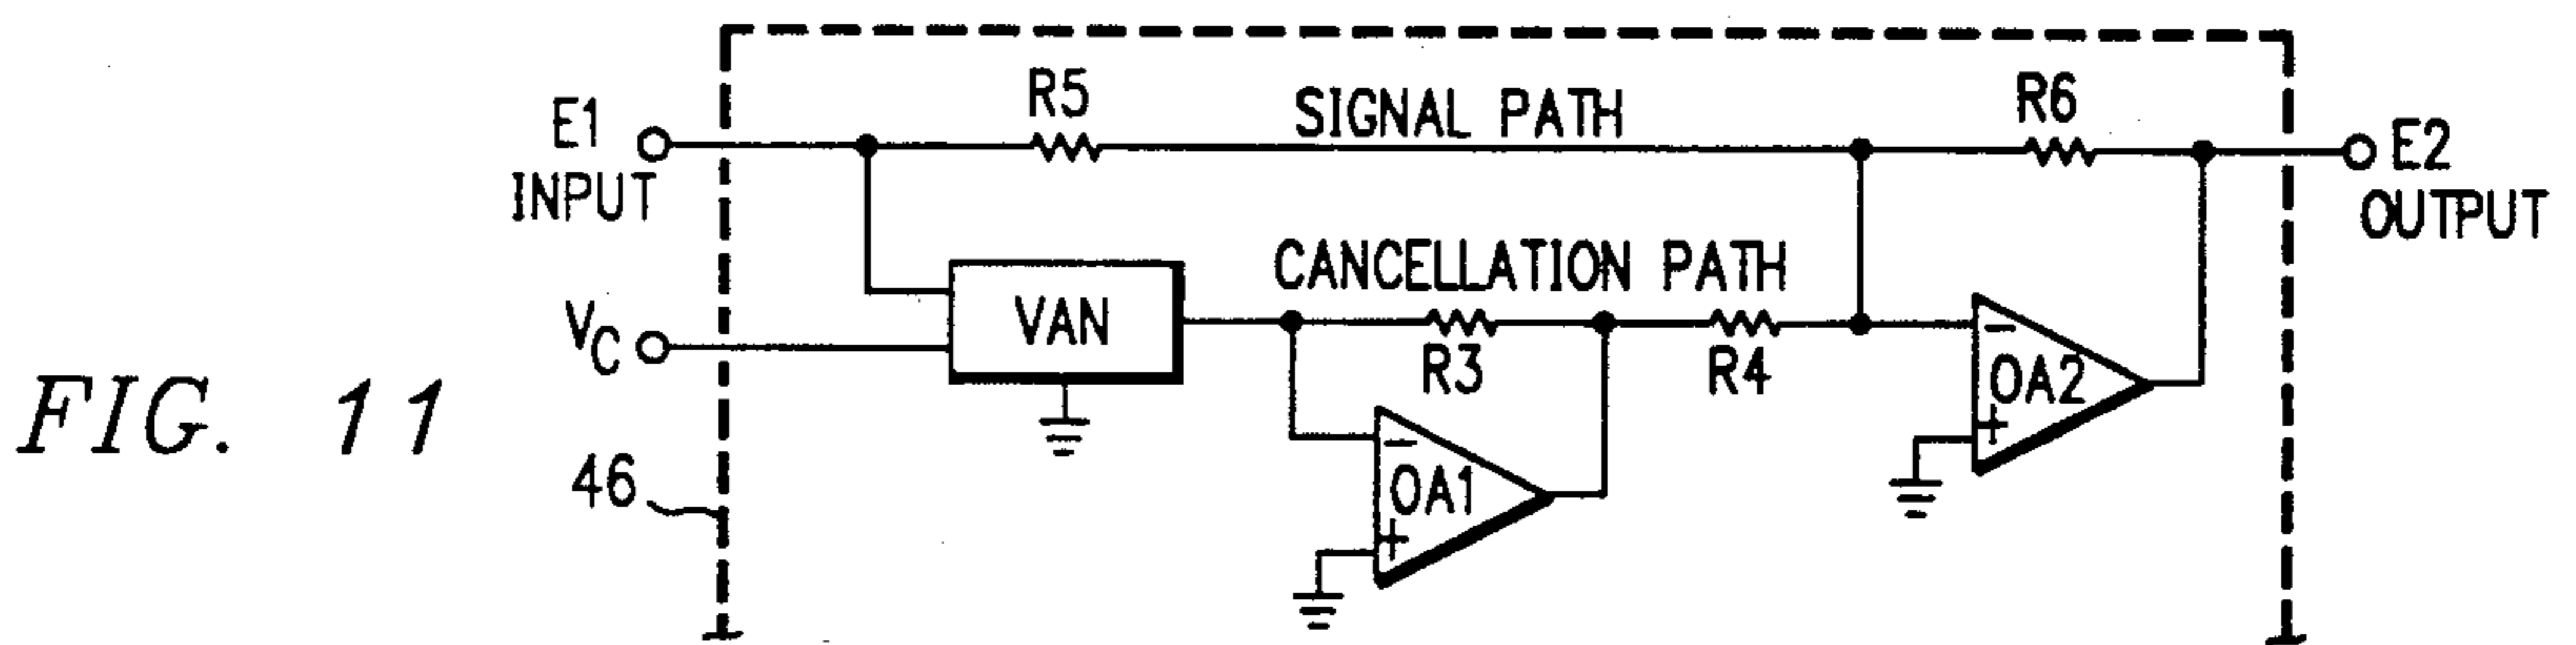 R5
SIGNAL PATH
R6
E1
INPUT
E2
OUTPUT
CANCELLATION PATH
VC
VAN
R3
R4
−
OA2
+
FIG. 11
−
OA1
+
46